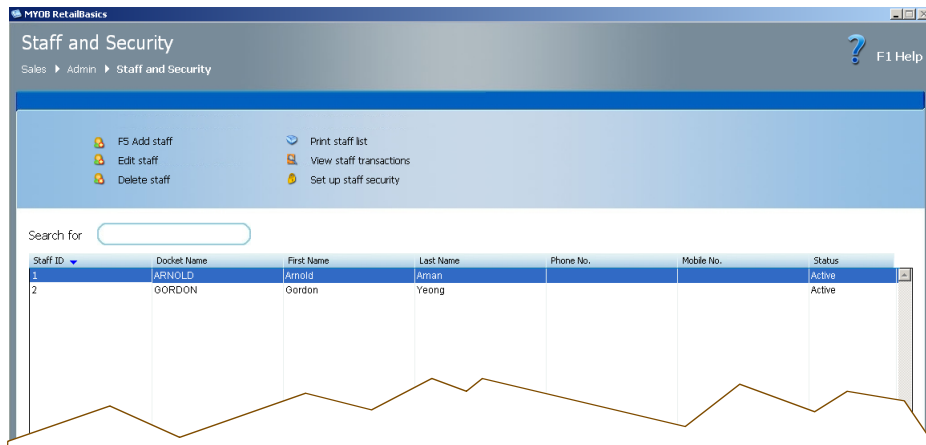 MYOB RetailBasics
Staff and Security
F1 Help
Sales ▶ Admin ▶ Staff and Security
F5 Add staff Print staff list
Edit staff View staff transactions
Delete staff Set up staff security
Search for
Staff ID Docket Name First Name Last Name Phone No. Mobile No. Status
1 ARNOLD Arnold Aman Active
2 GORDON Gordon Yeong Active